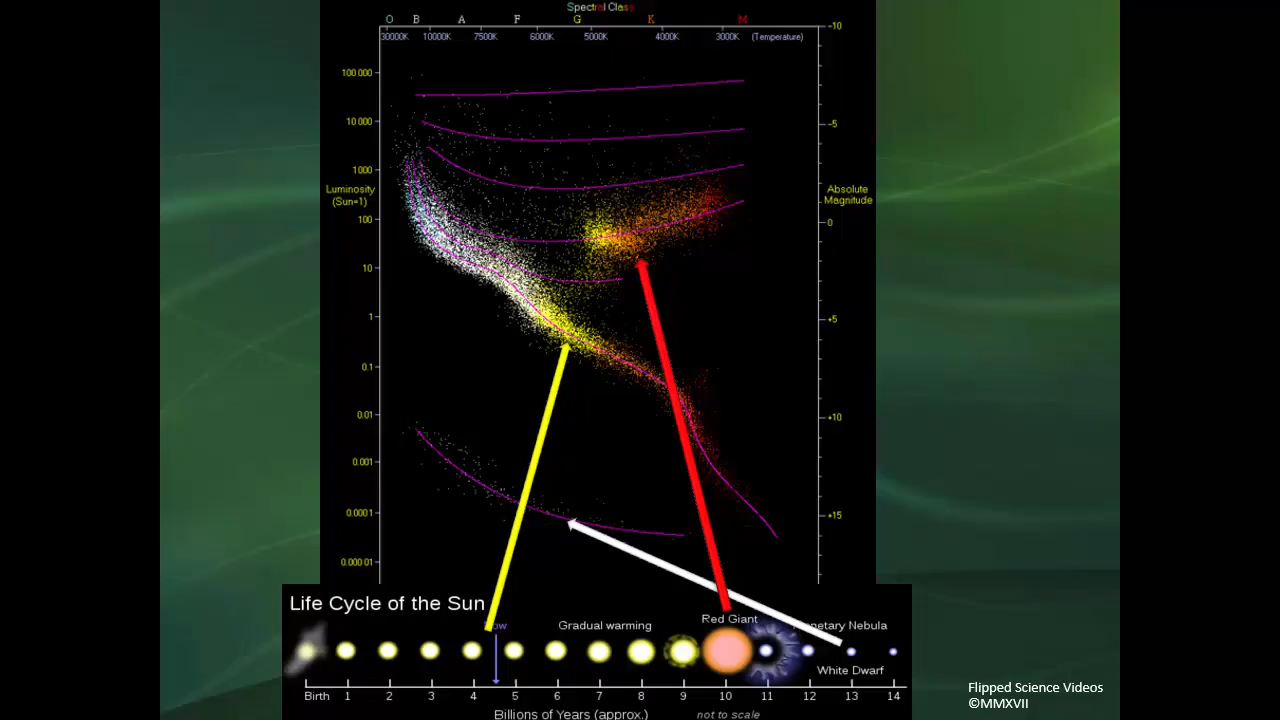 Spectral Class
O B A F G K M
30000K 10000K 7500K 6000K 5000K 4000K 3000K (Temperature)
-10
100 000
10 000
-5
1000
Luminosity
(Sun=1)
Absolute
Magnitude
100
0
10
1
+5
0.1
0.01
+10
0.001
0.0001
+15
0.000 01
Life Cycle of the Sun
Gradual warming
Red Giant
Nebula
White Dwarf
Birth 1 2 3 4 5 6 7 8 9 10 11 12 13 14
Billions of Years (approx.)
not to scale
Flipped Science Videos
©MMXVII